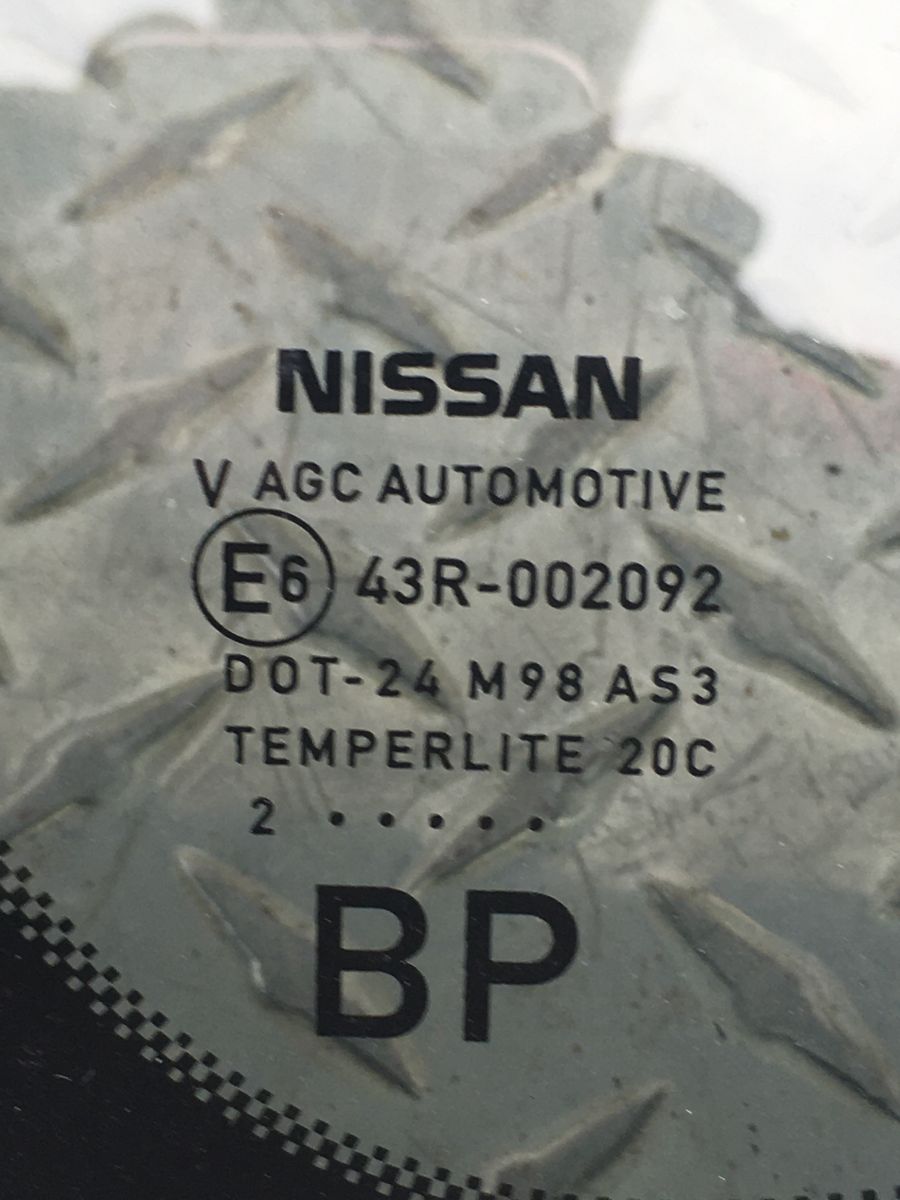 NISSAN
V AGC AUTOMOTIVE
E6 43R-002092
DOT-24 M98 AS3
TEMPERLITE 20C
2 • • • • •
BP